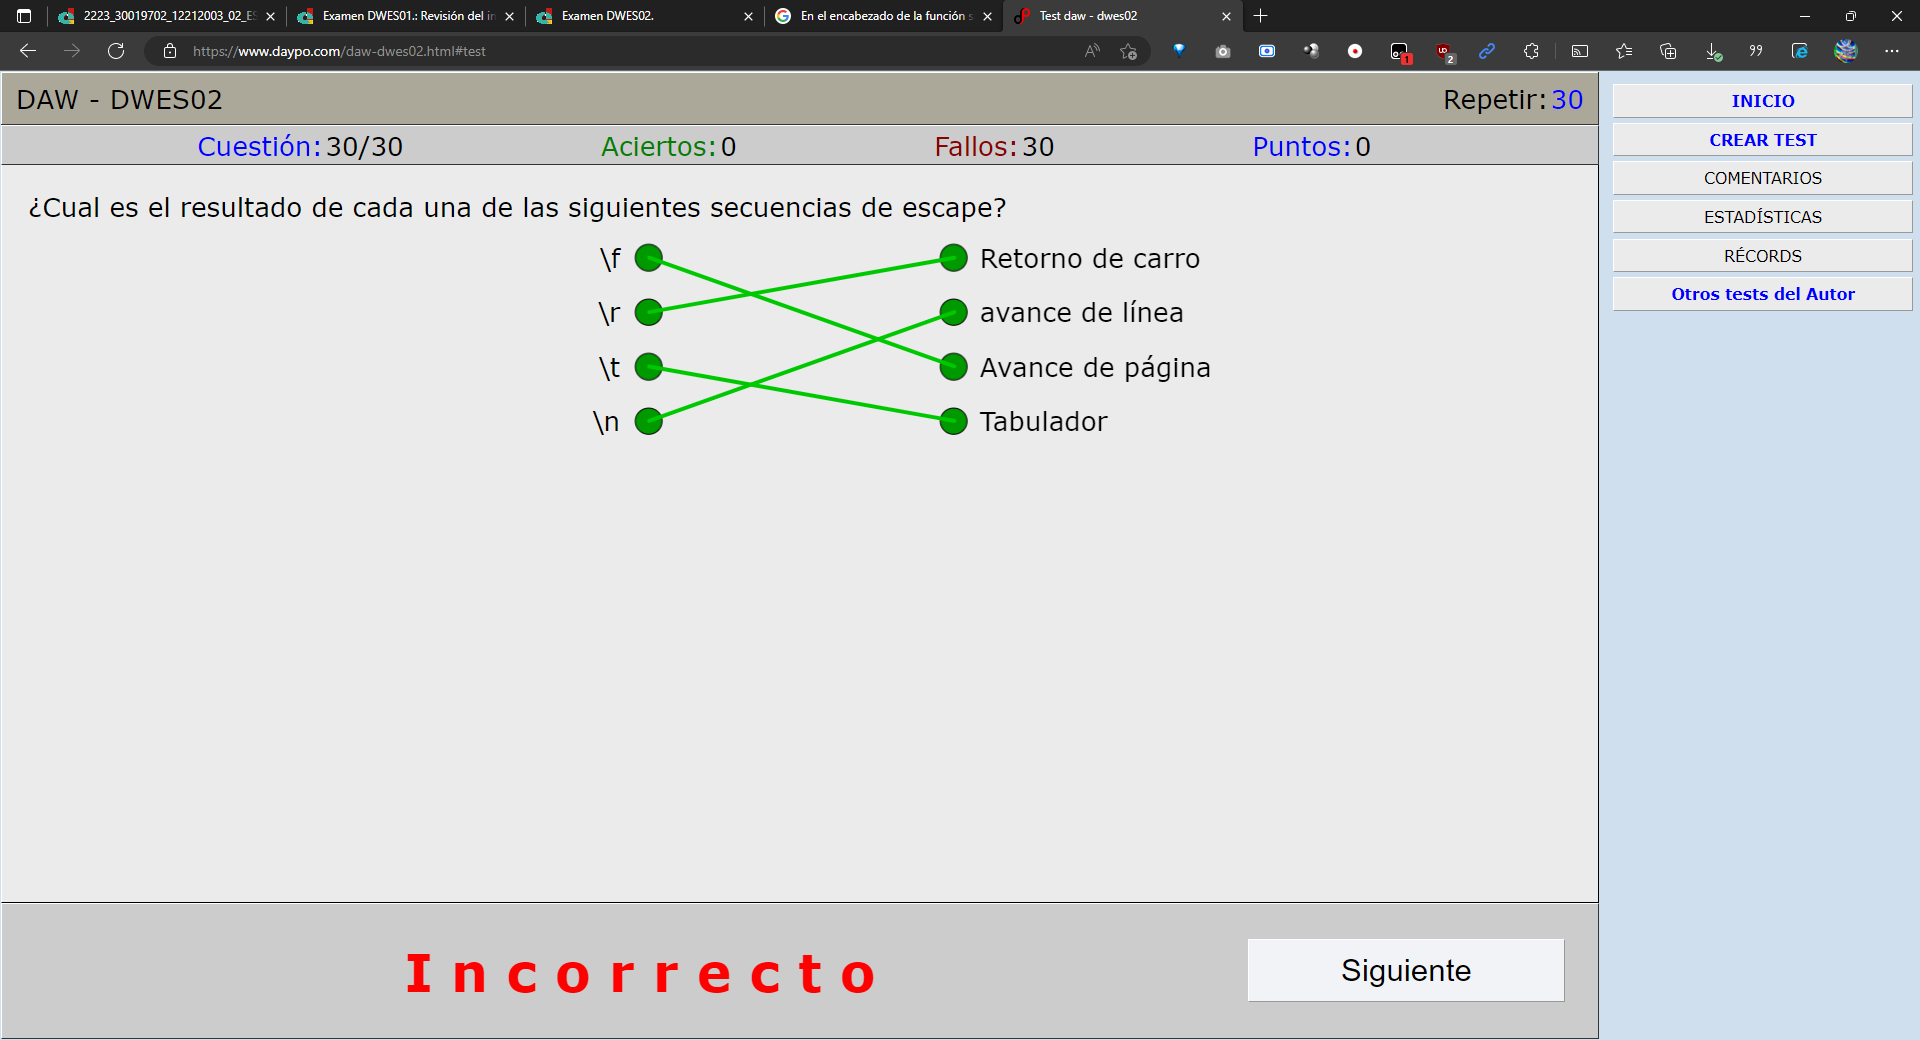 2223_30019702_12212003_02_ES
Examen DWES01.: Revisión del in
Examen DWES02.
En el encabezado de la función s
Test daw - dwes02
https://www.daypo.com/daw-dwes02.html#test
1
2
DAW - DWES02
Repetir: 30
Cuestión: 30/30
Aciertos: 0
Fallos: 30
Puntos: 0
¿Cual es el resultado de cada una de las siguientes secuencias de escape?
\f
Retorno de carro
\r
avance de línea
\t
Avance de página
\n
Tabulador
Incorrecto
Siguiente
INICIO
CREAR TEST
COMENTARIOS
ESTADÍSTICAS
RÉCORDS
Otros tests del Autor